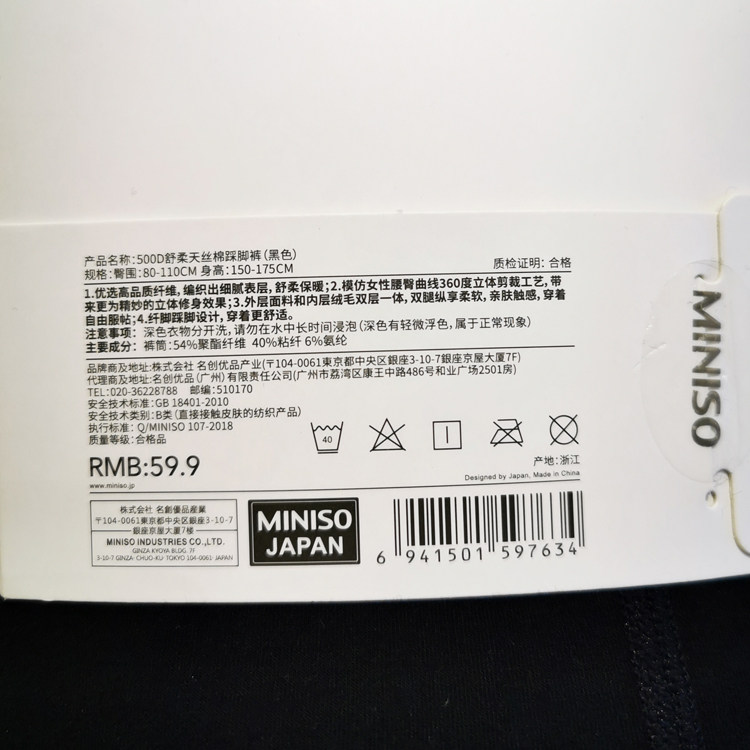 产品名称:500D舒柔天丝棉踩脚裤(黑色)
规格:臀围:80-110CM 身高:150-175CM
质检证明: 合格
1.优选高品质纤维,编织出细腻表层,舒柔保暖;2.模仿女性腰臀曲线360度立体剪裁工艺,带
来更为精妙的立体修身效果;3.外层面料和内层绒毛双层一体,双腿纵享柔软,亲肤触感,穿着
自由服帖;4.纤脚踩脚设计,穿着更舒适。
注意事项: 深色衣物分开洗,请勿在水中长时间浸泡(深色有轻微浮色,属于正常现象)
主要成分: 裤筒:54%聚酯纤维 40%粘纤 6%氨纶
品牌商及地址:株式会社 名创优品产业(〒104-0061東京都中央区銀座3-10-7銀座京屋大厦7F)
代理商及地址:名创优品(广州)有限责任公司(广州市荔湾区康王中路486号和业广场2501房)
TEL:020-36228788 邮编:510170
安全技术标准:GB 18401-2010
安全技术类别:B类(直接接触皮肤的纺织产品)
执行标准: Q/MINISO 107-2018
质量等级:合格品
40
RMB:59.9
产地:浙江
www.miniso.jp
Designed by Japan, Made in China
株式会社 名創優品産業
〒104-0061東京都中央区銀座3-10-7
銀座京屋大厦7楼
MINISO INDUSTRIES CO.,LTD.
GINZA KYOYA BLDG. 7F
3-10-7 GINZA· CHUO-KU· TOKYO 104-0061· JAPAN
MINISO
JAPAN
6 941501 597634
MINISO